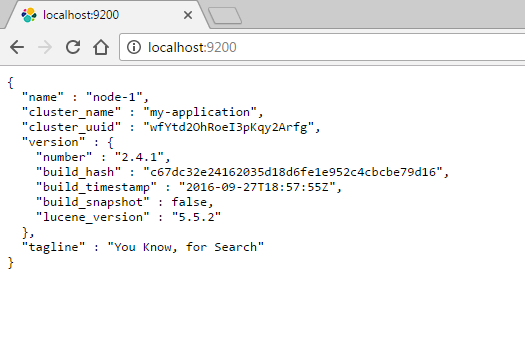 localhost:9200
localhost:9200
{
  "name" : "node-1",
  "cluster_name" : "my-application",
  "cluster_uuid" : "wfYtd2OhRoeI3pKqy2Arfg",
  "version" : {
    "number" : "2.4.1",
    "build_hash" : "c67dc32e24162035d18d6fe1e952c4cbcbe79d16",
    "build_timestamp" : "2016-09-27T18:57:55Z",
    "build_snapshot" : false,
    "lucene_version" : "5.5.2"
  },
  "tagline" : "You Know, for Search"
}